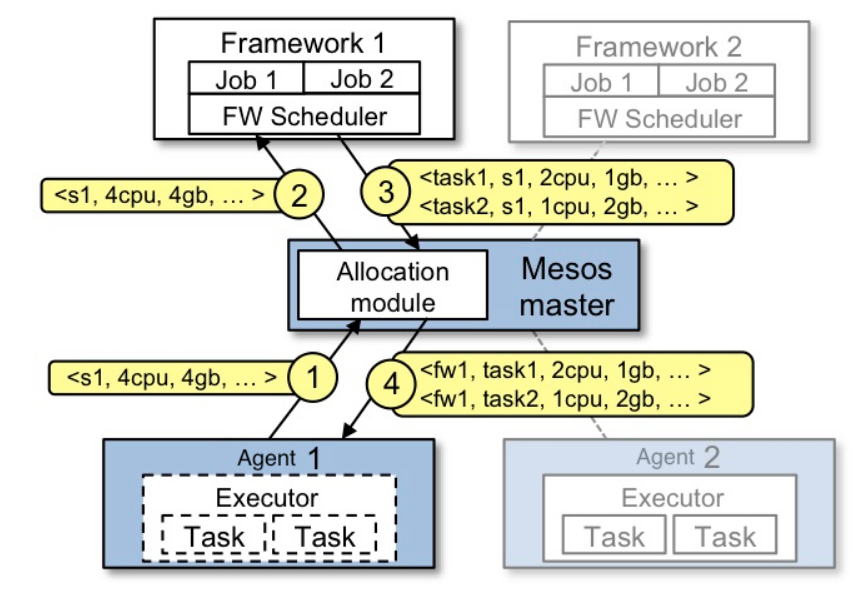 Framework 1
Job 1 Job 2
FW Scheduler
Framework 2
Job 1 Job 2
FW Scheduler
<s1, 4cpu, 4gb, … >
2
3
<task1, s1, 2cpu, 1gb, … >
<task2, s1, 1cpu, 2gb, … >
Allocation
module
Mesos
master
<s1, 4cpu, 4gb, … >
1
4
<fw1, task1, 2cpu, 1gb, … >
<fw1, task2, 1cpu, 2gb, … >
Agent 1
Executor
Task Task
Agent 2
Executor
Task Task